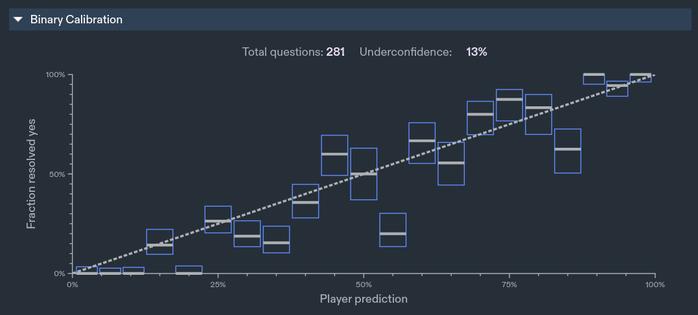 Binary Calibration
Total questions: 281 Underconfidence: 13%
100%
50%
0%
Fraction resolved yes
0% 25% 50% 75% 100%
Player prediction